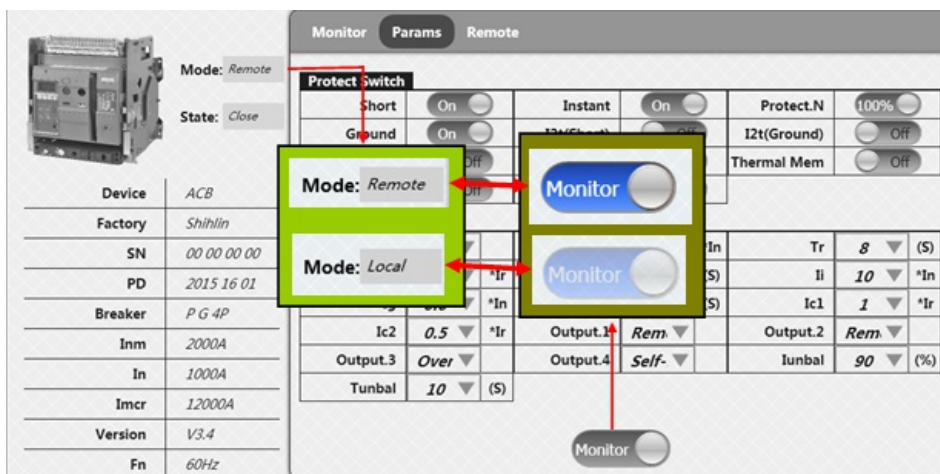 Monitor Params Remote
Mode: Remote
Protect Switch
Short On Instant On Protect.N 100%
State: Close
Ground On Off I2t(Ground) Off
Off Thermal Mem Off
Mode: Remote Monitor
Off
Device ACB
Factory Shihlin
*In Tr 8 (S)
SN 00 00 00 00
Mode: Local Monitor
*Ir (S) Ii 10 *In
PD 2015 16 01
*In (S) Ic1 1 *Ir
Breaker P G 4P
Ic2 0.5 *Ir Output.1 Rem Output.2 Rem
Inm 2000A
Output.3 Over Output.4 Self- Iunbal 90 (%)
In 1000A
Tunbal 10 (S)
Imcr 12000A
Version V3.4
Monitor
Fn 60Hz